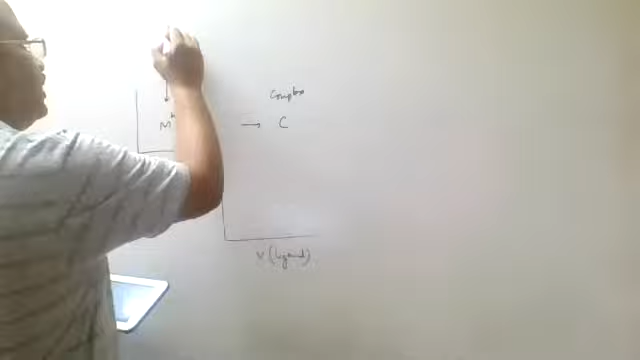 Complex
M → C
V (ligand)